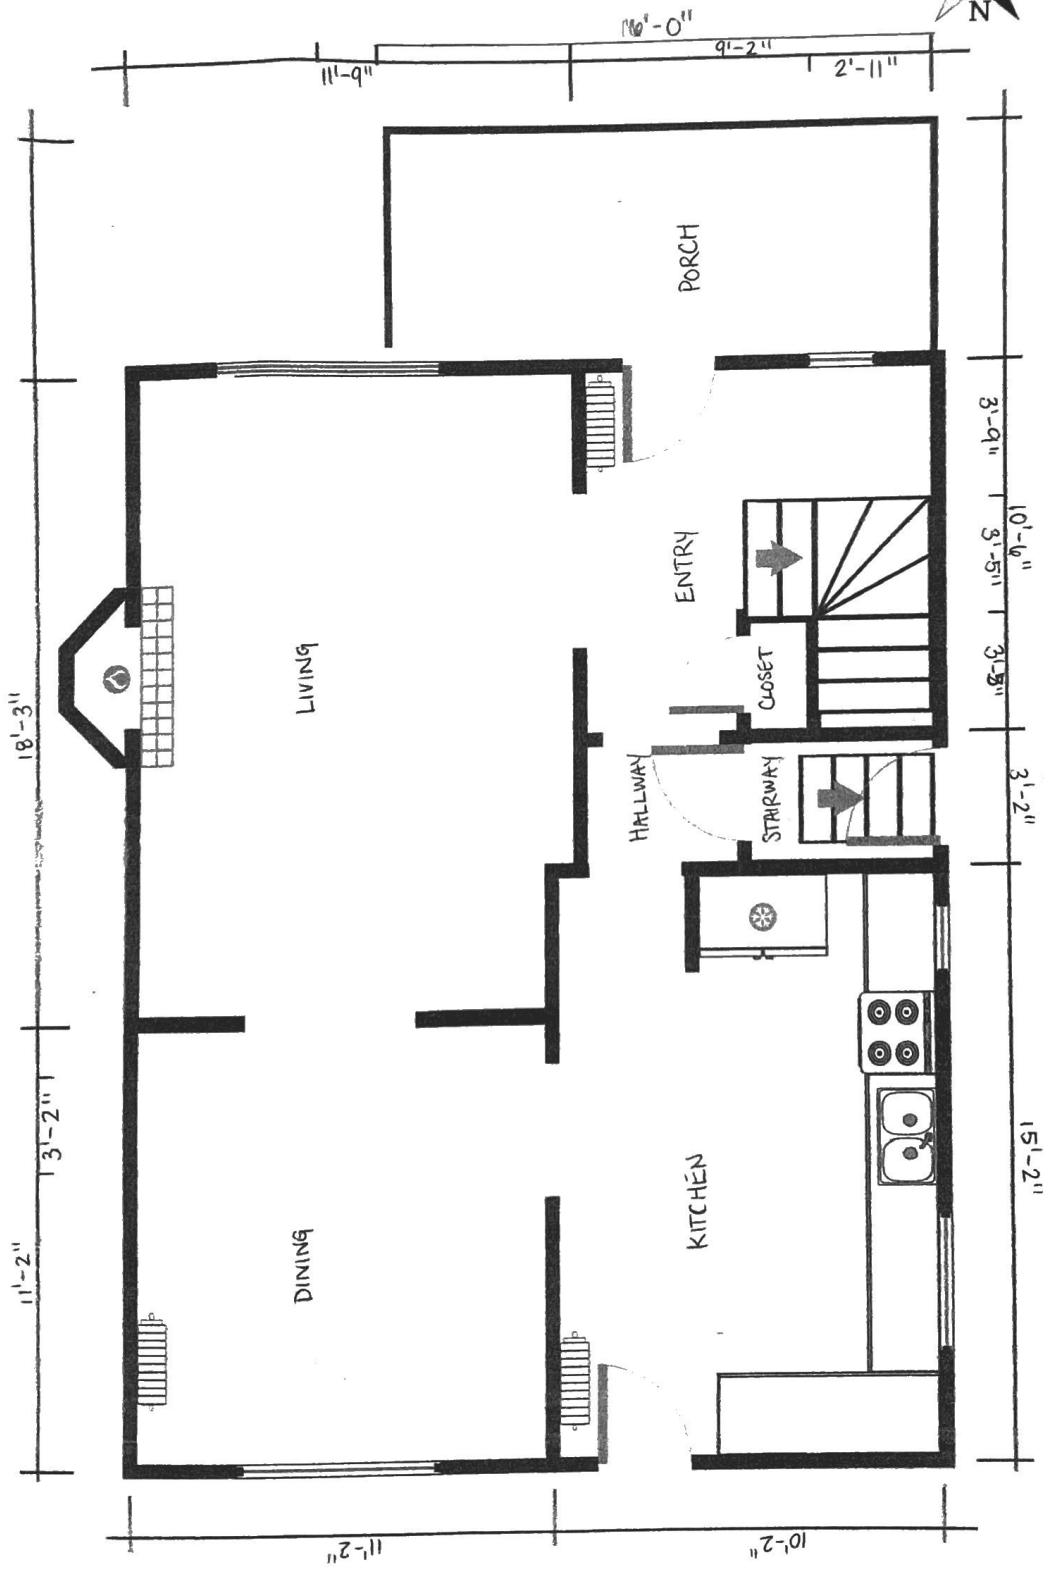 N
16'-0"
9'-2"
11'-9"
2'-11"
PORCH
3'-9"
10'-6"
3'-5"
ENTRY
LIVING
CLOSET
18'-3"
HALLWAY
STAIRWAY
3'-2"
3'-2"
15'-2"
KITCHEN
DINING
11'-2"
11'-2"
10'-2"